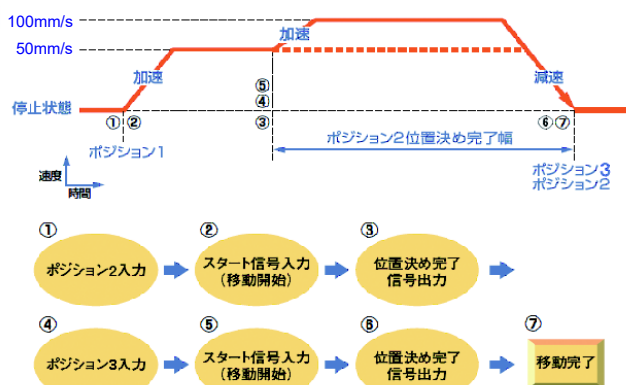 100mm/s
加速
50mm/s
加速
減速
⑤
停止状態
④
①②
③
⑥⑦
ポジション2位置決め完了幅
ポジション1
ポジション3
ポジション2
速度
時間
①
②
③
ポジション2入力
スタート信号入力
(移動開始)
位置決め完了
信号出力
④
⑤
⑥
⑦
ポジション3入力
スタート信号入力
(移動開始)
位置決め完了
信号出力
移動完了